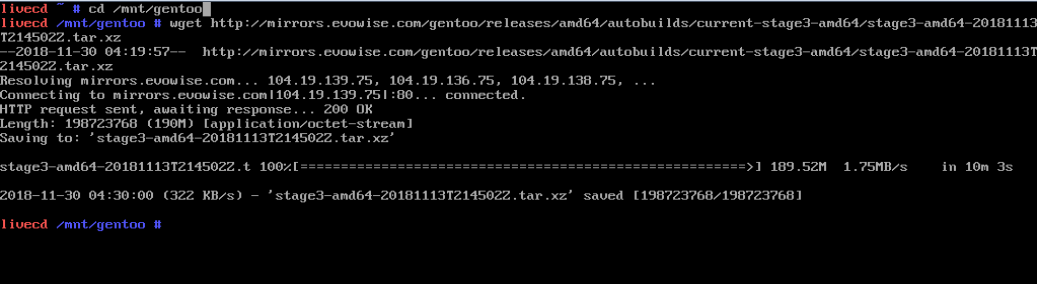 livecd ~ # cd /mnt/gentoo
livecd /mnt/gentoo # wget http://mirrors.evowise.com/gentoo/releases/amd64/autobuilds/current-stage3-amd64/stage3-amd64-20181113
T214502Z.tar.xz
--2018-11-30 04:19:57--  http://mirrors.evowise.com/gentoo/releases/amd64/autobuilds/current-stage3-amd64/stage3-amd64-20181113T
214502Z.tar.xz
Resolving mirrors.evowise.com... 104.19.139.75, 104.19.136.75, 104.19.138.75, ...
Connecting to mirrors.evowise.com|104.19.139.75|:80... connected.
HTTP request sent, awaiting response... 200 OK
Length: 198723768 (190M) [application/octet-stream]
Saving to: 'stage3-amd64-20181113T214502Z.tar.xz'
stage3-amd64-20181113T214502Z.t 100%[========================================================>] 189.52M  1.75MB/s    in 10m 3s
2018-11-30 04:30:00 (322 KB/s) - 'stage3-amd64-20181113T214502Z.tar.xz' saved [198723768/198723768]
livecd /mnt/gentoo #